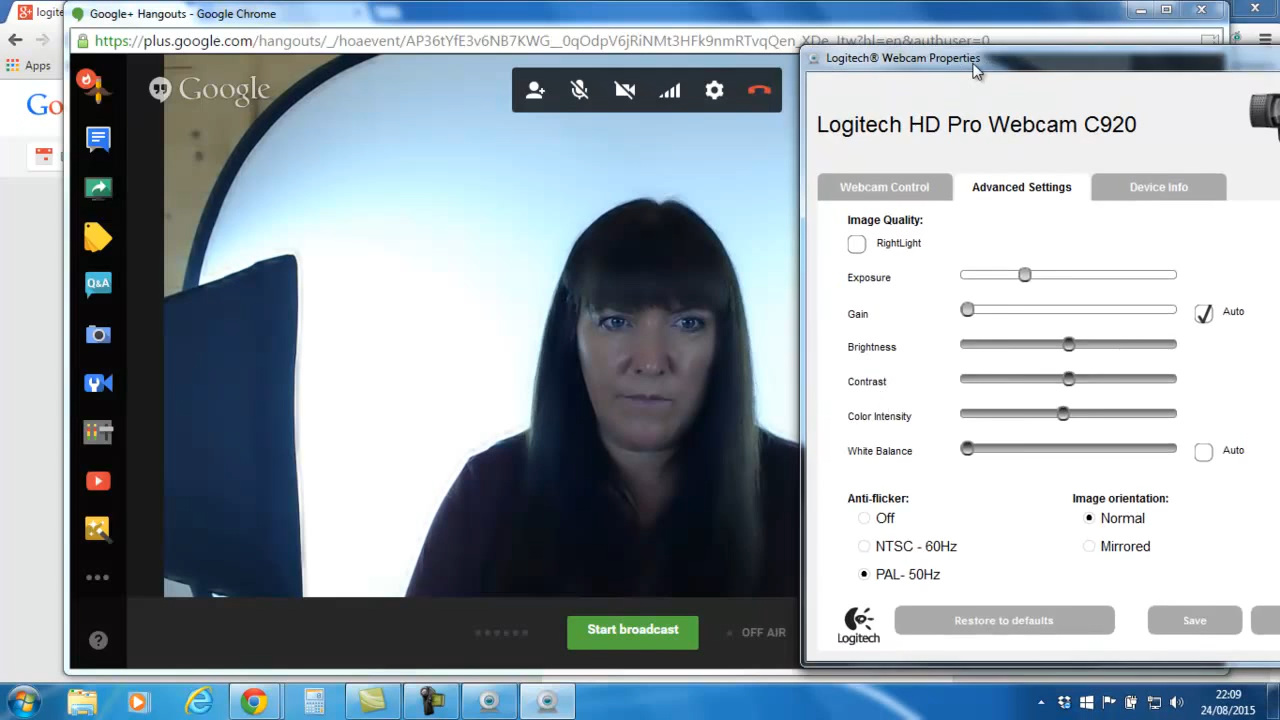 logite
Google+ Hangouts - Google Chrome
https://plus.google.com/hangouts/_/hoaevent/AP36tYfE3v6NB7KWG__0qOdpV6jRiNMt3HFk9nmRTvqQen_XDe_Itw?hl=en&authuser=0
Apps
Go
Google
Q&A
Start broadcast
OFF AIR
Logitech® Webcam Properties
Logitech HD Pro Webcam C920
Webcam Control
Advanced Settings
Device Info
Image Quality:
RightLight
Exposure
Gain
Auto
Brightness
Contrast
Color Intensity
White Balance
Auto
Anti-flicker:
Image orientation:
Off
Normal
NTSC - 60Hz
Mirrored
PAL- 50Hz
Logitech
Restore to defaults
Save
22:09
24/08/2015